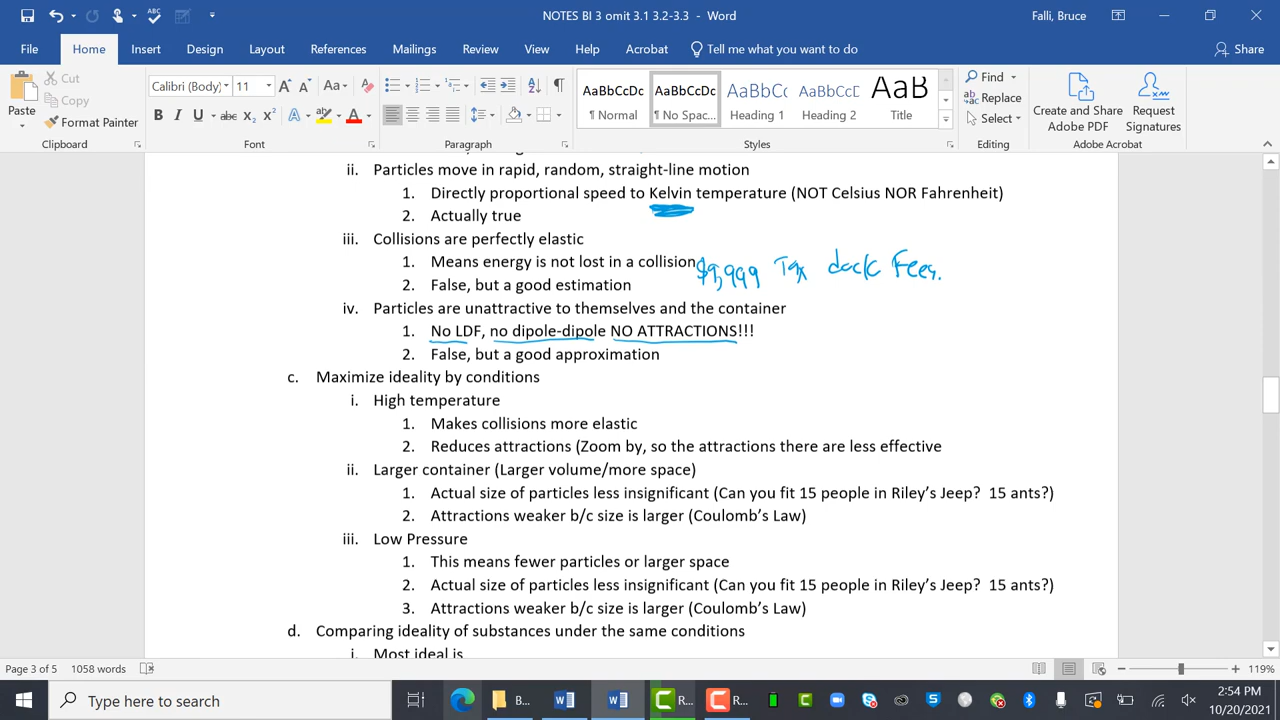 NOTES BI 3 omit 3.1 3.2-3.3 - Word
Falli, Bruce
File Home Insert Design Layout References Mailings Review View Help Acrobat Tell me what you want to do Share
Paste
Cut
Copy
Format Painter
Clipboard
Calibri (Body) 11
Font
Paragraph
AaBbCcDc AaBbCcDc AaBbCc AaBbCcD AaB
¶ Normal ¶ No Spac... Heading 1 Heading 2 Title
Styles
Find
Replace
Select
Editing
Create and Share Adobe PDF
Request Signatures
Adobe Acrobat
ii. Particles move in rapid, random, straight-line motion
1. Directly proportional speed to Kelvin temperature (NOT Celsius NOR Fahrenheit)
2. Actually true
iii. Collisions are perfectly elastic
1. Means energy is not lost in a collision
$9,999 Tax doc/c Fees.
2. False, but a good estimation
iv. Particles are unattractive to themselves and the container
1. No LDF, no dipole-dipole NO ATTRACTIONS!!!
2. False, but a good approximation
c. Maximize ideality by conditions
i. High temperature
1. Makes collisions more elastic
2. Reduces attractions (Zoom by, so the attractions there are less effective
ii. Larger container (Larger volume/more space)
1. Actual size of particles less insignificant (Can you fit 15 people in Riley's Jeep? 15 ants?)
2. Attractions weaker b/c size is larger (Coulomb's Law)
iii. Low Pressure
1. This means fewer particles or larger space
2. Actual size of particles less insignificant (Can you fit 15 people in Riley's Jeep? 15 ants?)
3. Attractions weaker b/c size is larger (Coulomb's Law)
d. Comparing ideality of substances under the same conditions
i. Most ideal is
Page 3 of 5 1058 words 119%
Type here to search
B... R... R...
2:54 PM
10/20/2021